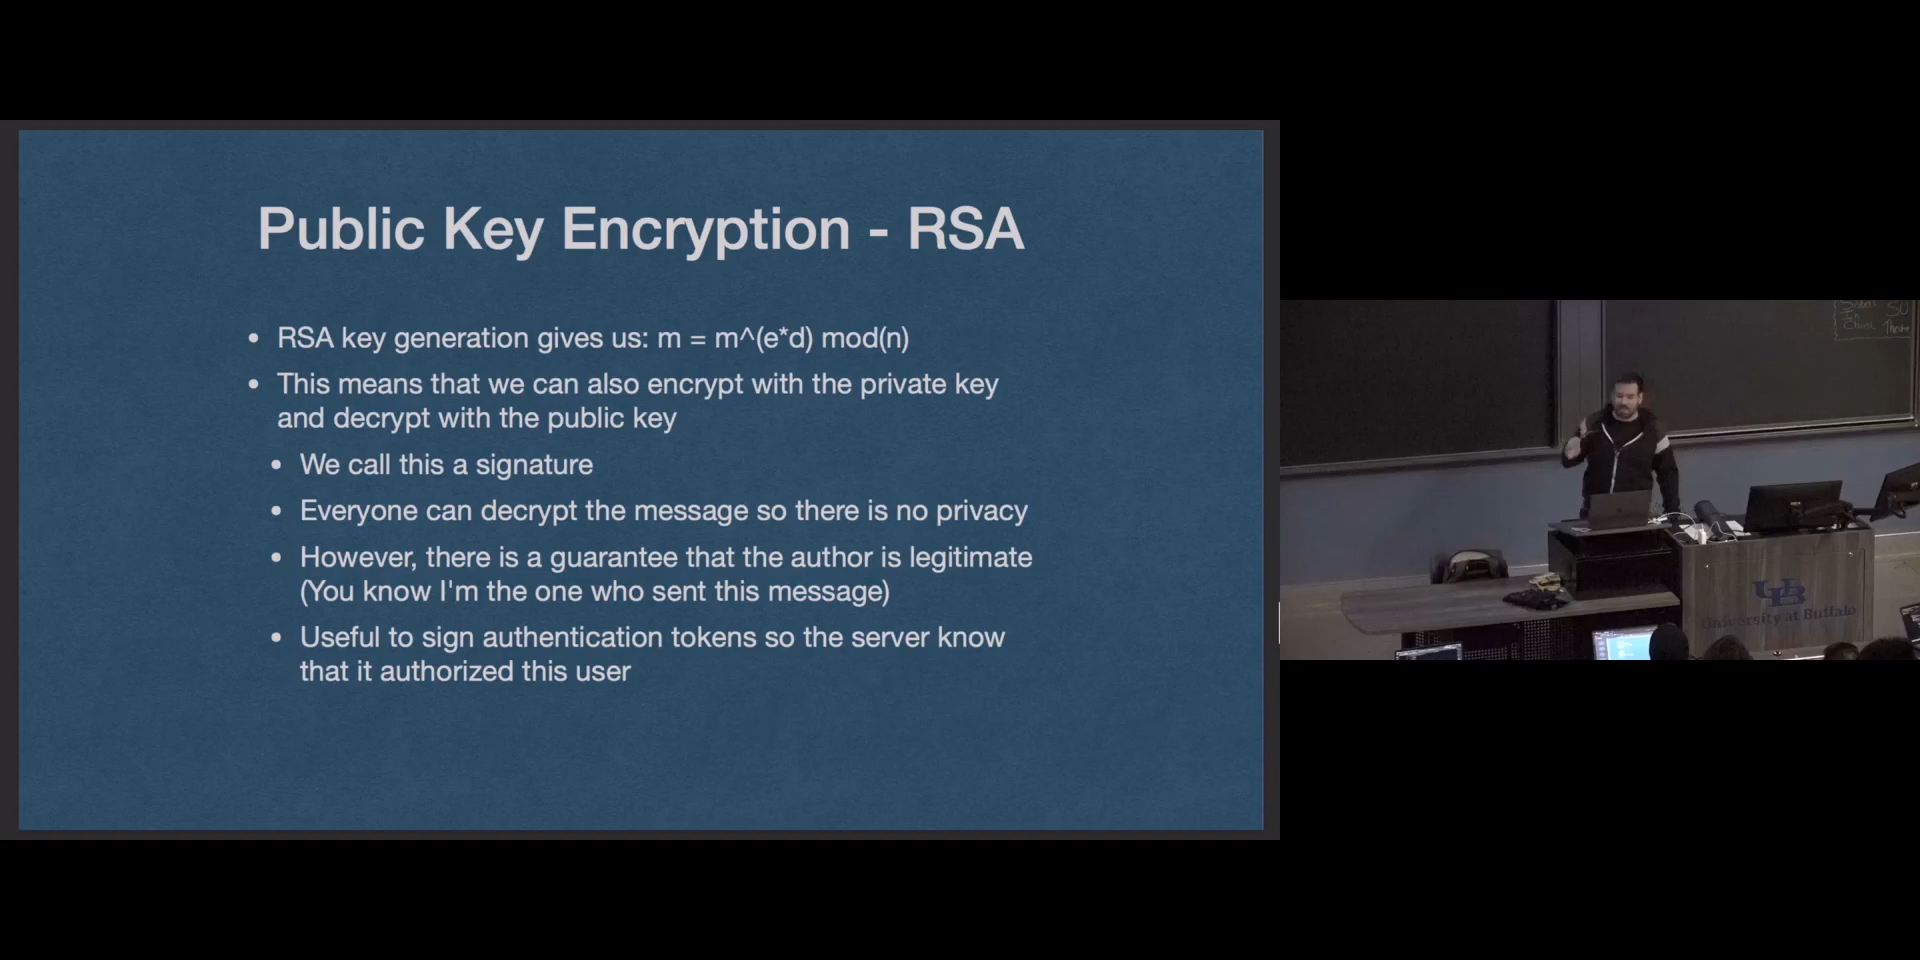 Public Key Encryption - RSA
• RSA key generation gives us: m = m^(e*d) mod(n)
• This means that we can also encrypt with the private key
and decrypt with the public key
• We call this a signature
• Everyone can decrypt the message so there is no privacy
• However, there is a guarantee that the author is legitimate
(You know I'm the one who sent this message)
• Useful to sign authentication tokens so the server know
that it authorized this user
UB
University at Buffalo